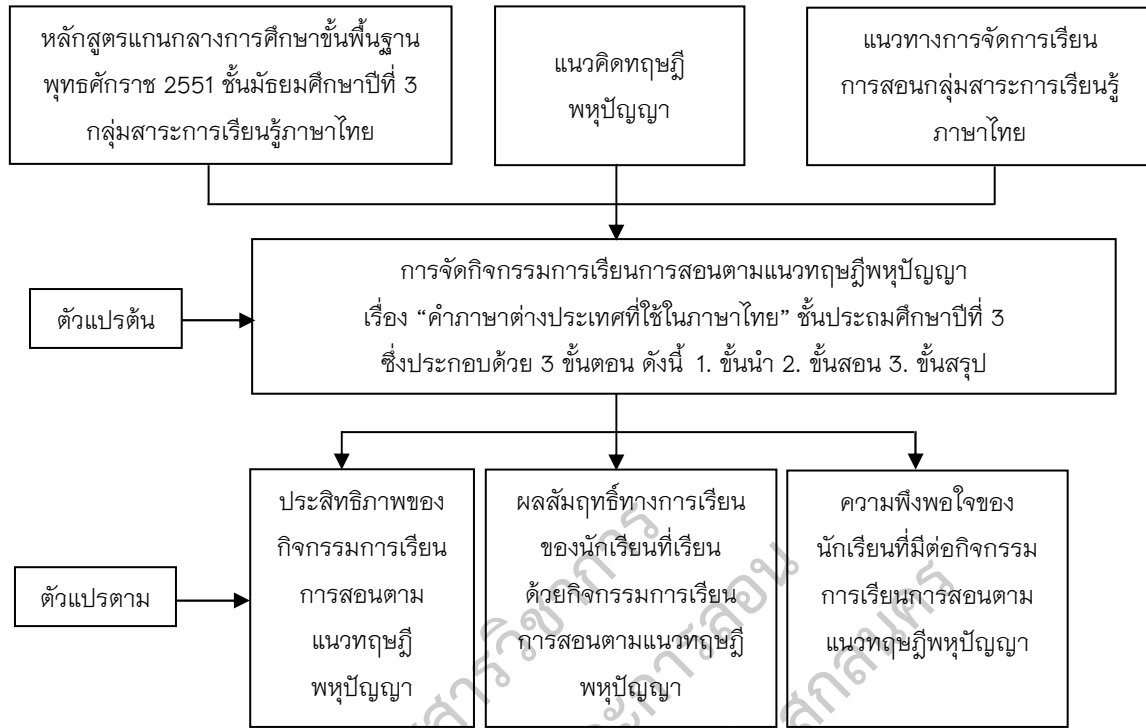 หลักสูตรแกนกลางการศึกษาขั้นพื้นฐาน
พุทธศักราช 2551 ชั้นมัธยมศึกษาปีที่ 3
กลุ่มสาระการเรียนรู้ภาษาไทย
แนวคิดทฤษฎี
พหุปัญญา
แนวทางการจัดการเรียน
การสอนกลุ่มสาระการเรียนรู้
ภาษาไทย
ตัวแปรต้น
การจัดกิจกรรมการเรียนการสอนตามแนวทฤษฎีพหุปัญญา
เรื่อง “คำภาษาต่างประเทศที่ใช้ในภาษาไทย” ชั้นประถมศึกษาปีที่ 3
ซึ่งประกอบด้วย 3 ขั้นตอน ดังนี้ 1. ขั้นนำ 2. ขั้นสอน 3. ขั้นสรุป
ตัวแปรตาม
ประสิทธิภาพของ
กิจกรรมการเรียน
การสอนตาม
แนวทฤษฎี
พหุปัญญา
ผลสัมฤทธิ์ทางการเรียน
ของนักเรียนที่เรียน
ด้วยกิจกรรมการเรียน
การสอนตามแนวทฤษฎี
พหุปัญญา
ความพึงพอใจของ
นักเรียนที่มีต่อกิจกรรม
การเรียนการสอนตาม
แนวทฤษฎีพหุปัญญา